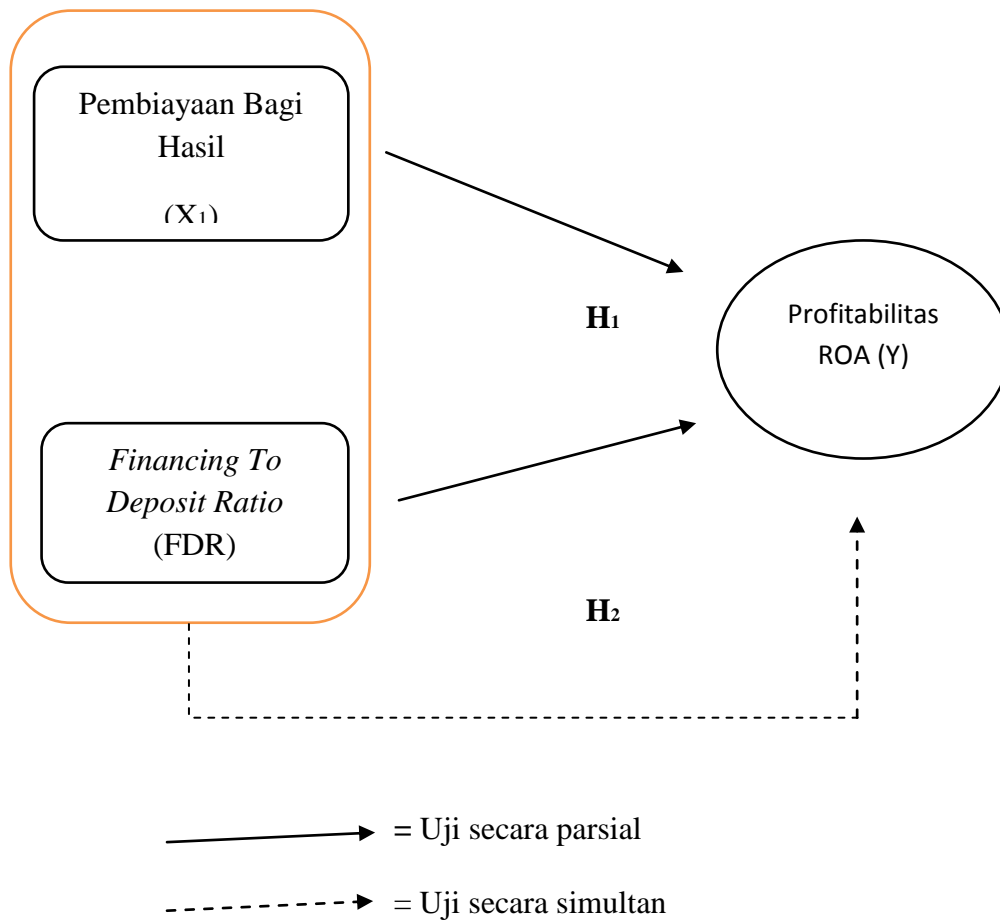 Pembiayaan Bagi
Hasil
(X1)
H1
Profitabilitas
ROA (Y)
Financing To
Deposit Ratio
(FDR)
H2
= Uji secara parsial
= Uji secara simultan